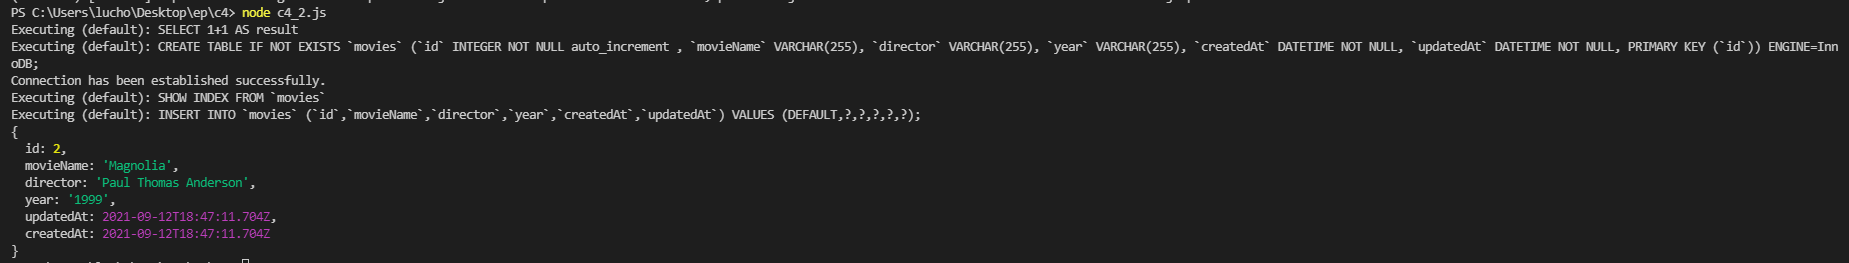 PS C:\Users\lucho\Desktop\ep\c4> node c4_2.js
Executing (default): SELECT 1+1 AS result
Executing (default): CREATE TABLE IF NOT EXISTS `movies` (`id` INTEGER NOT NULL auto_increment , `movieName` VARCHAR(255), `director` VARCHAR(255), `year` VARCHAR(255), `createdAt` DATETIME NOT NULL, `updatedAt` DATETIME NOT NULL, PRIMARY KEY (`id`)) ENGINE=Inn
oDB;
Connection has been established successfully.
Executing (default): SHOW INDEX FROM `movies`
Executing (default): INSERT INTO `movies` (`id`,`movieName`,`director`,`year`,`createdAt`,`updatedAt`) VALUES (DEFAULT,?,?,?,?,?);
{
  id: 2,
  movieName: 'Magnolia',
  director: 'Paul Thomas Anderson',
  year: '1999',
  updatedAt: 2021-09-12T18:47:11.704Z,
  createdAt: 2021-09-12T18:47:11.704Z
}